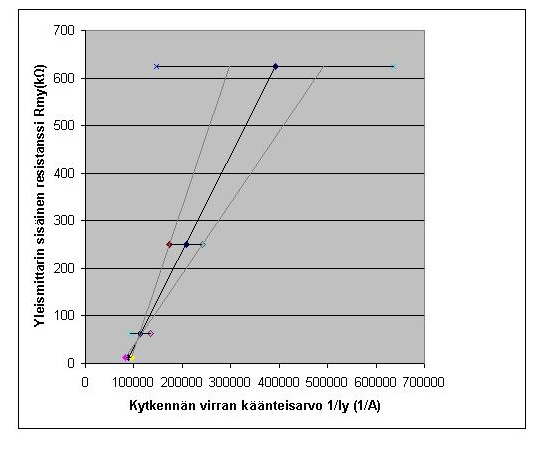 700
600
500
400
300
200
100
0
Yleismittarin sisäinen resistanssi Rmy(kΩ)
0 100000 200000 300000 400000 500000 600000 700000
Kytkennän virran käänteisarvo 1/Iy (1/A)